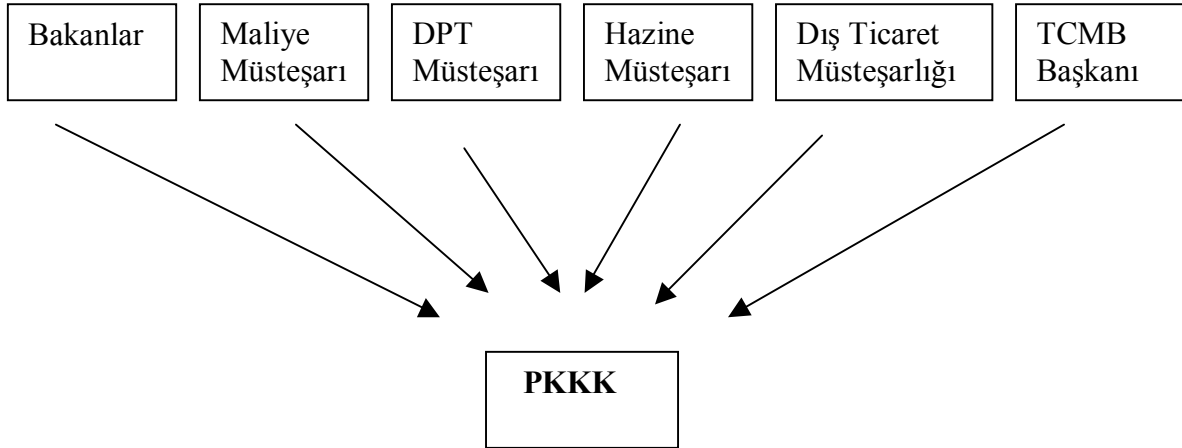 Bakanlar
Maliye
Müsteşarı
DPT
Müsteşarı
Hazine
Müsteşarı
Dış Ticaret
Müsteşarlığı
TCMB
Başkanı
PKKK